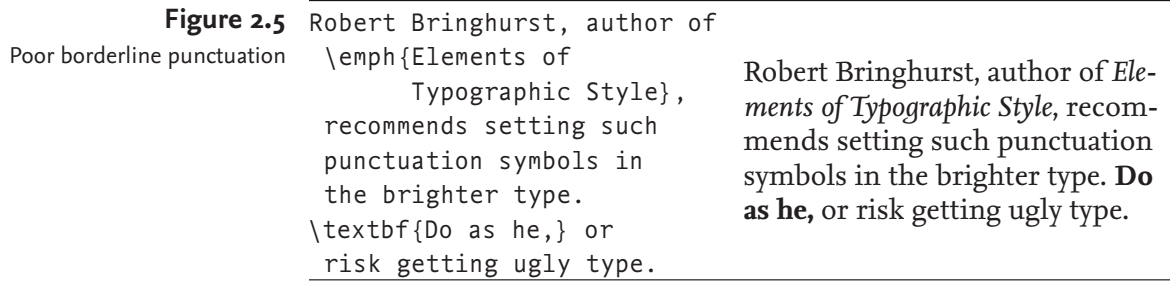 Figure 2.5
Poor borderline punctuation
Robert Bringhurst, author of
\emph{Elements of
Typographic Style},
recommends setting such
punctuation symbols in
the brighter type.
\textbf{Do as he,} or
risk getting ugly type.
Robert Bringhurst, author of Ele-
ments of Typographic Style, recom-
mends setting such punctuation
symbols in the brighter type. Do
as he, or risk getting ugly type.